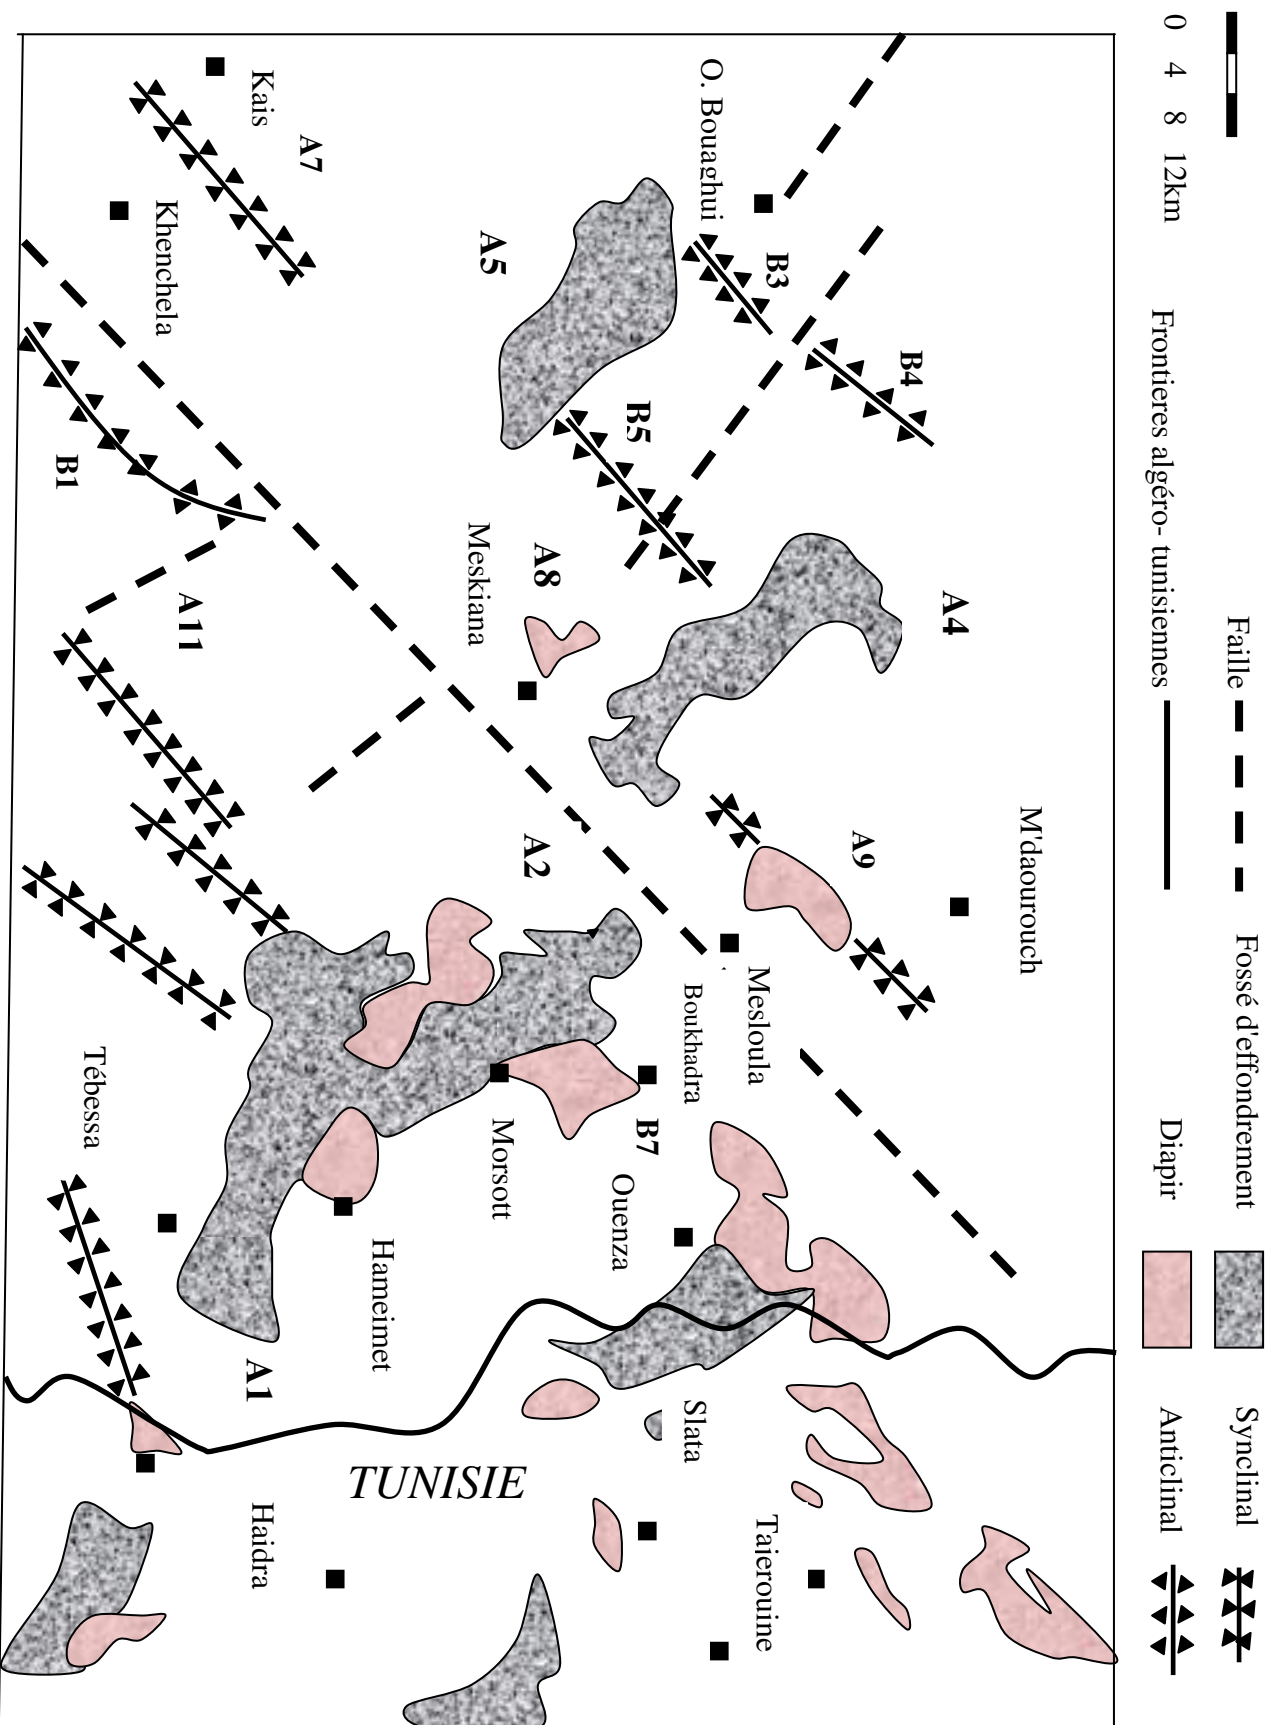 0 4 8 12km
Frontieres algéro- tunisiennes
Faille
Fossé d'effondrement
Diapir
Synclinal
Anticlinal
O. Bouaghui
Kais
A7
Khenchela
A5
B3
B4
B5
B1
A11
Meskiana
A8
A4
A9
M'daourouch
A2
Mesloula
Boukhadra
B7
Ouenza
Morsott
Hameimet
Tébessa
A1
Slata
TUNISIE
Tajerouine
Haidra